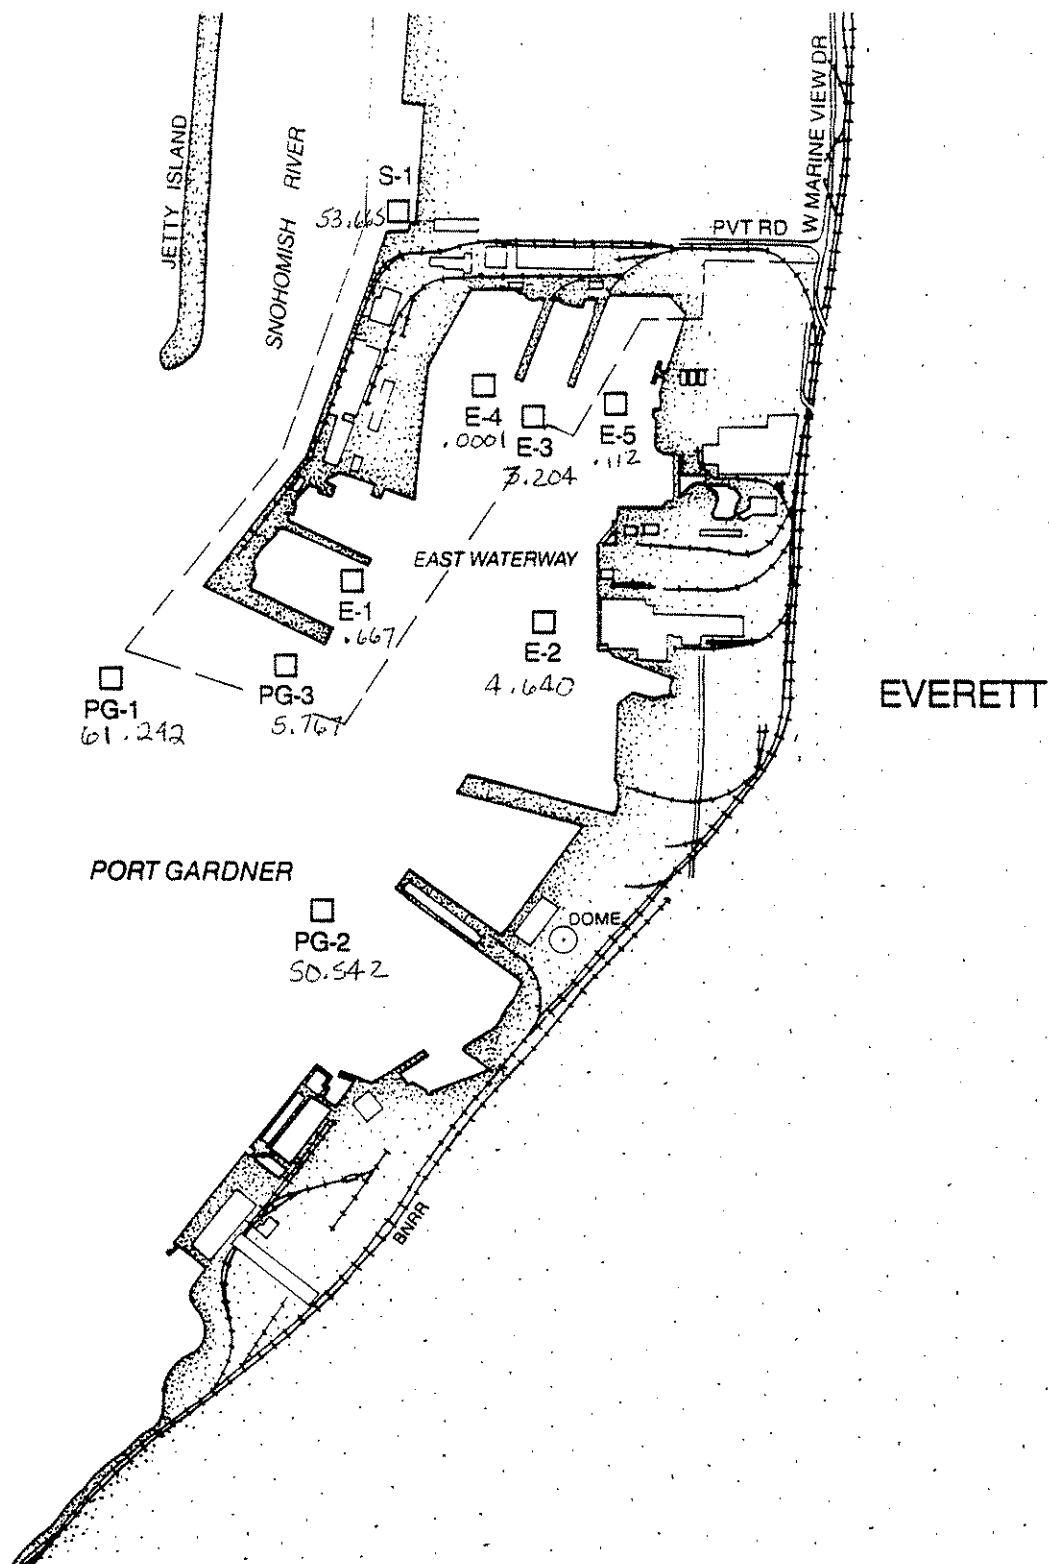 JETTY ISLAND
SNOHOMISH RIVER
W MARINE VIEW DR
S-1
53.665
PVT RD
E-4
.0001
E-3
3.204
E-5
.112
EAST WATERWAY
E-1
.667
E-2
4.640
PG-1
61.242
PG-3
5.767
EVERETT
PORT GARDNER
PG-2
50.542
DOME
BNRR